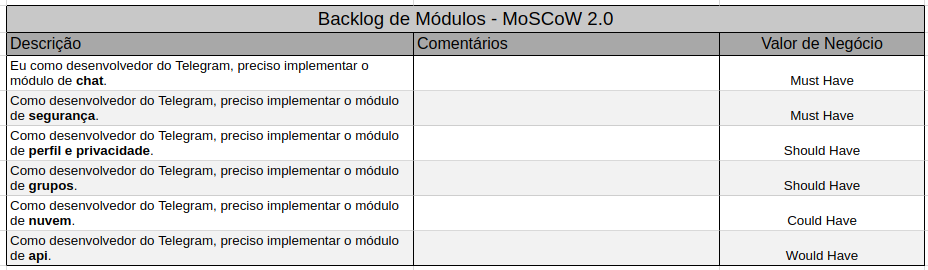 Backlog de Módulos - MoSCoW 2.0
Descrição Comentários Valor de Negócio
Eu como desenvolvedor do Telegram, preciso implementar o
módulo de chat.
Must Have
Como desenvolvedor do Telegram, preciso implementar o módulo
de segurança.
Must Have
Como desenvolvedor do Telegram, preciso implementar o módulo
de perfil e privacidade.
Should Have
Como desenvolvedor do Telegram, preciso implementar o módulo
de grupos.
Should Have
Como desenvolvedor do Telegram, preciso implementar o módulo
de nuvem.
Could Have
Como desenvolvedor do Telegram, preciso implementar o módulo
de api.
Would Have